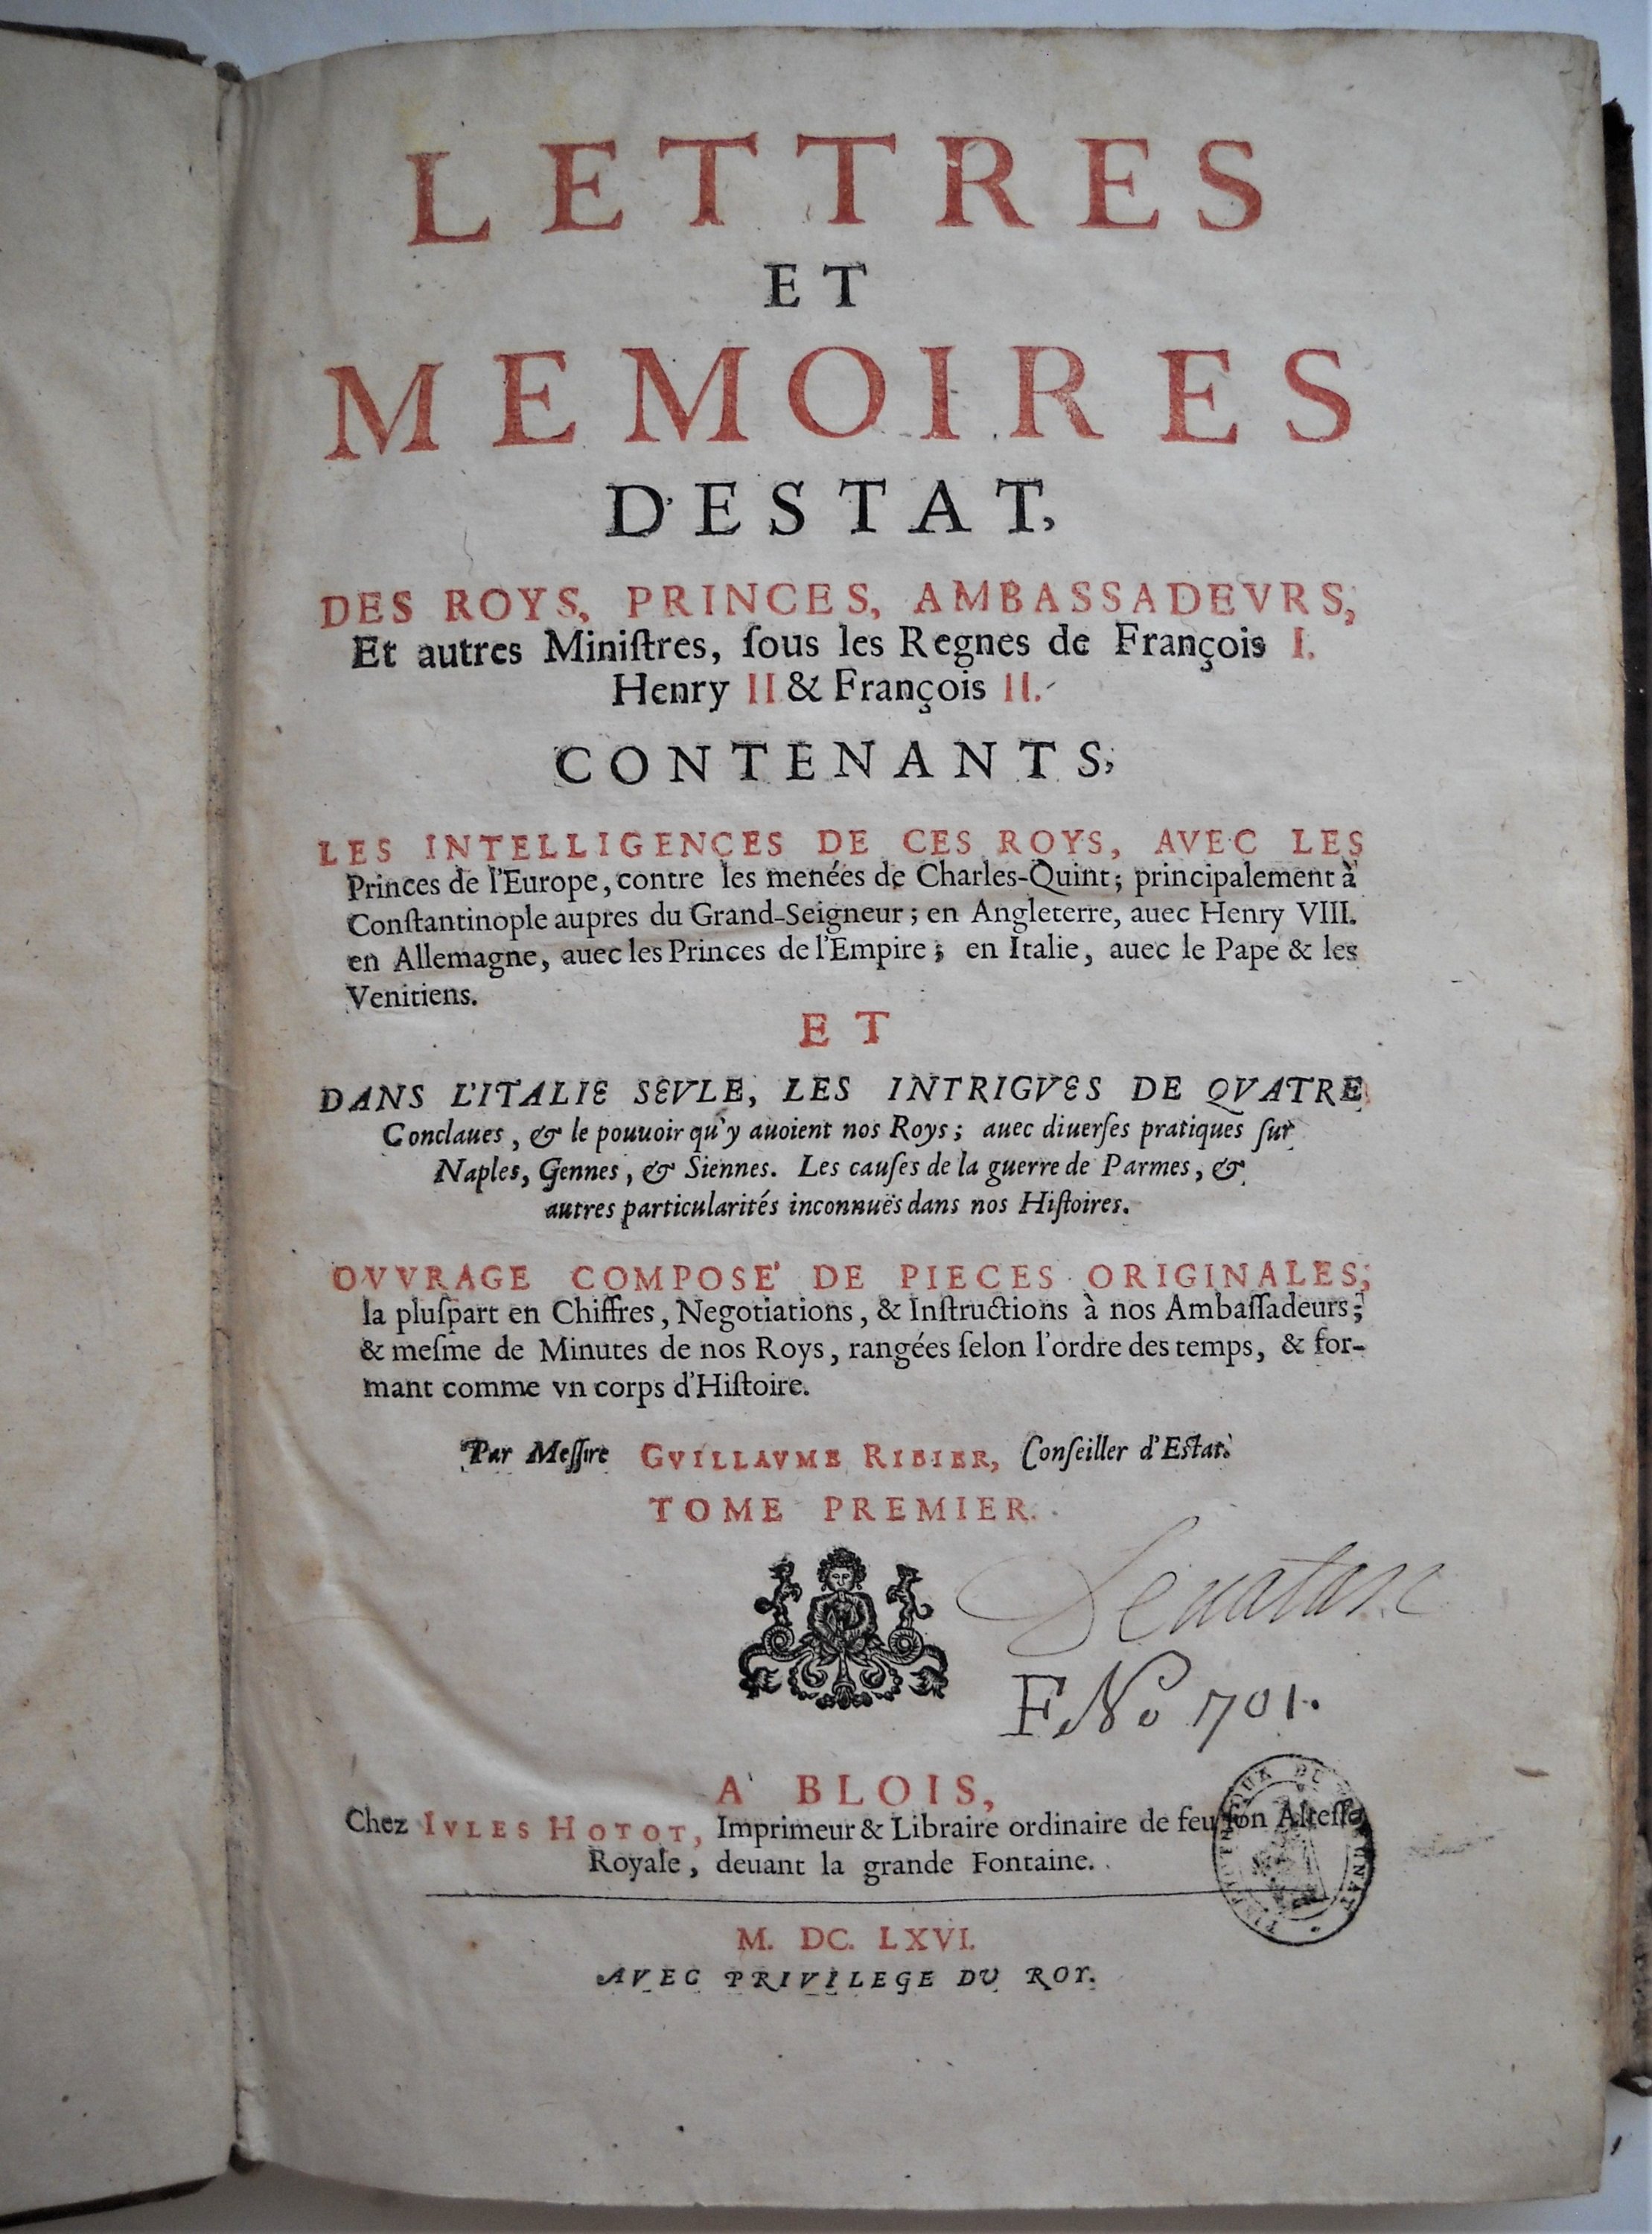 LETTRES
ET
MEMOIRES
D'ESTAT,
DES ROYS, PRINCES, AMBASSADEVRS,
Et autres Miniſtres, ſous les Regnes de François I.
Henry II & François II.
CONTENANTS,
LES INTELLIGENCES DE CES ROYS, AVEC LES
Princes de l'Europe, contre les menées de Charles-Quint; principalement à
Conſtantinople aupres du Grand-Seigneur; en Angleterre, auec Henry VIII.
en Allemagne, auec les Princes de l'Empire; en Italie, auec le Pape & les
Venitiens.
ET
DANS L'ITALIE SEVLE, LES INTRIGVES DE QVATRE
Conclaues, & le pouuoir qu'y auoient nos Roys; auec diuerſes pratiques ſur
Naples, Gennes, & Siennes. Les cauſes de la guerre de Parmes, &
autres particularités inconnuës dans nos Hiſtoires.
OVVRAGE COMPOSE' DE PIECES ORIGINALES;
la pluſpart en Chiffres, Negotiations, & Inſtructions à nos Ambaſſadeurs;
& meſme de Minutes de nos Roys, rangées ſelon l'ordre des temps, & for-
mant comme vn corps d'Hiſtoire.
Par Meſſire GVILLAVME RIBIER, Conſeiller d'Eſtat.
TOME PREMIER.
F No 701.
A BLOIS,
Chez IVLES HOTOT, Imprimeur & Libraire ordinaire de feu ſon Alteſſe
Royale, deuant la grande Fontaine.
M. DC. LXVI.
AVEC PRIVILEGE DU ROY.